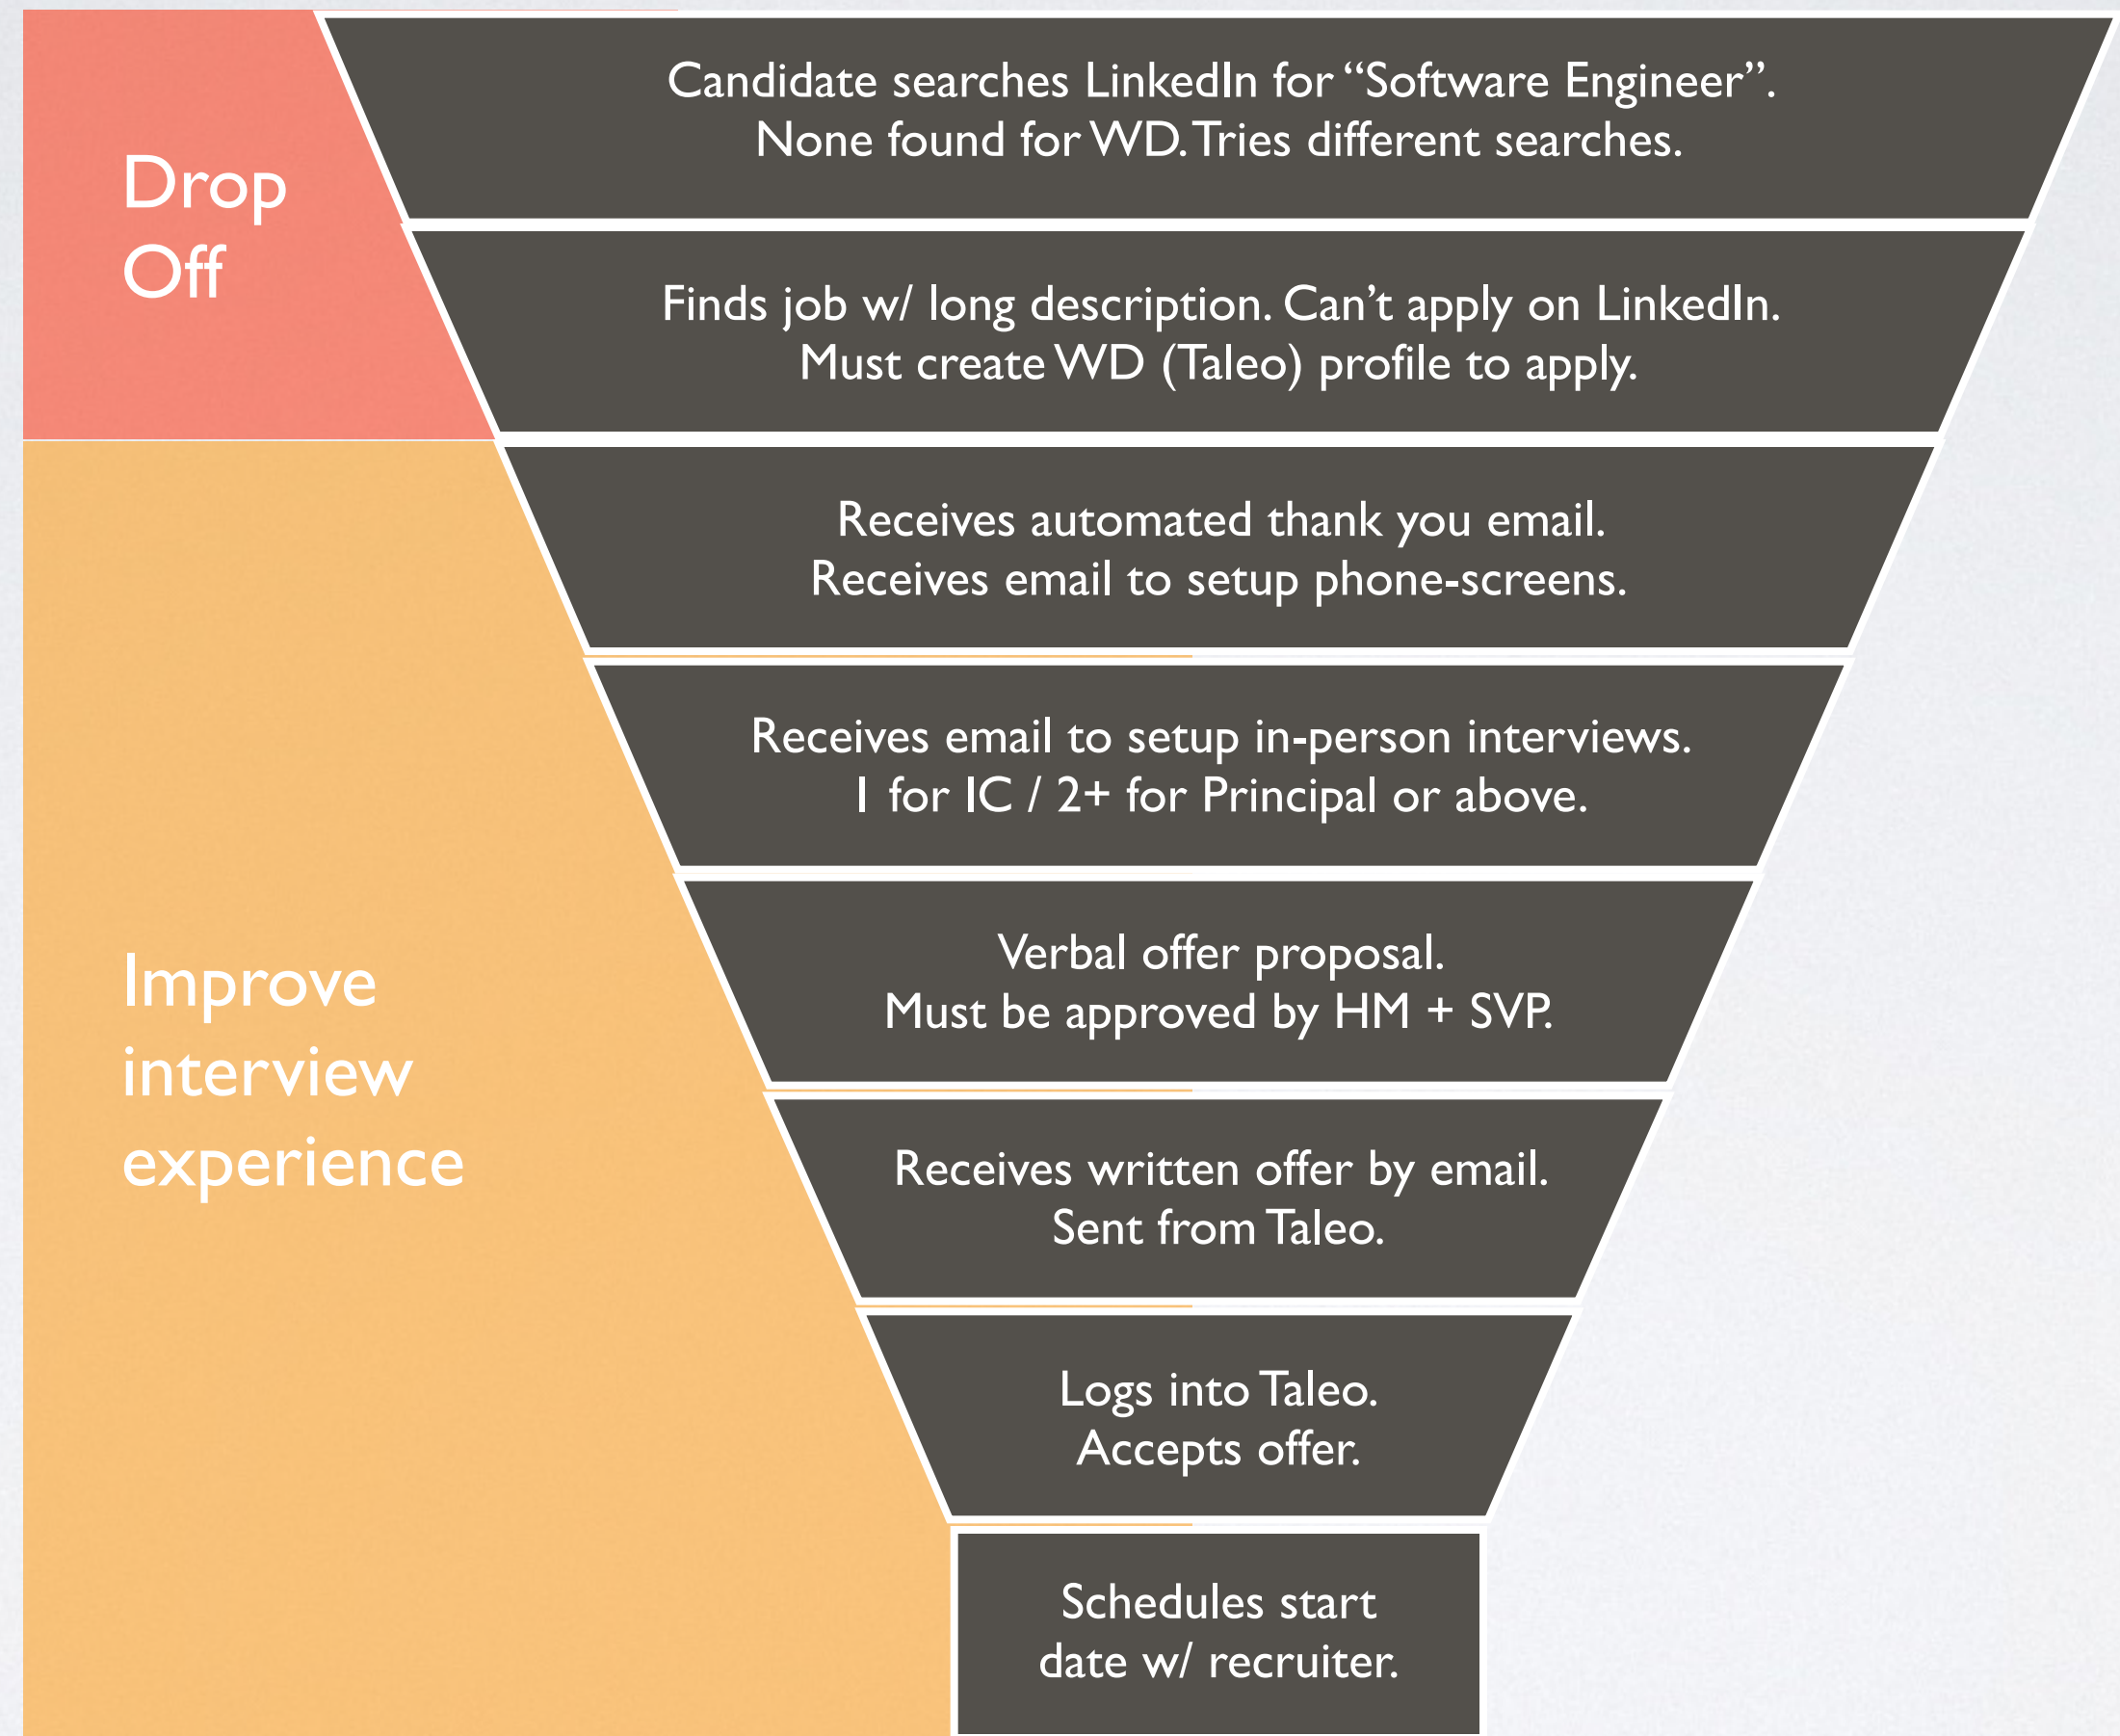 Drop
Off
Candidate searches LinkedIn for “Software Engineer”.
None found for WD. Tries different searches.
Finds job w/ long description. Can’t apply on LinkedIn.
Must create WD (Taleo) profile to apply.
Improve
interview
experience
Receives automated thank you email.
Receives email to setup phone-screens.
Receives email to setup in-person interviews.
1 for IC / 2+ for Principal or above.
Verbal offer proposal.
Must be approved by HM + SVP.
Receives written offer by email.
Sent from Taleo.
Logs into Taleo.
Accepts offer.
Schedules start
date w/ recruiter.